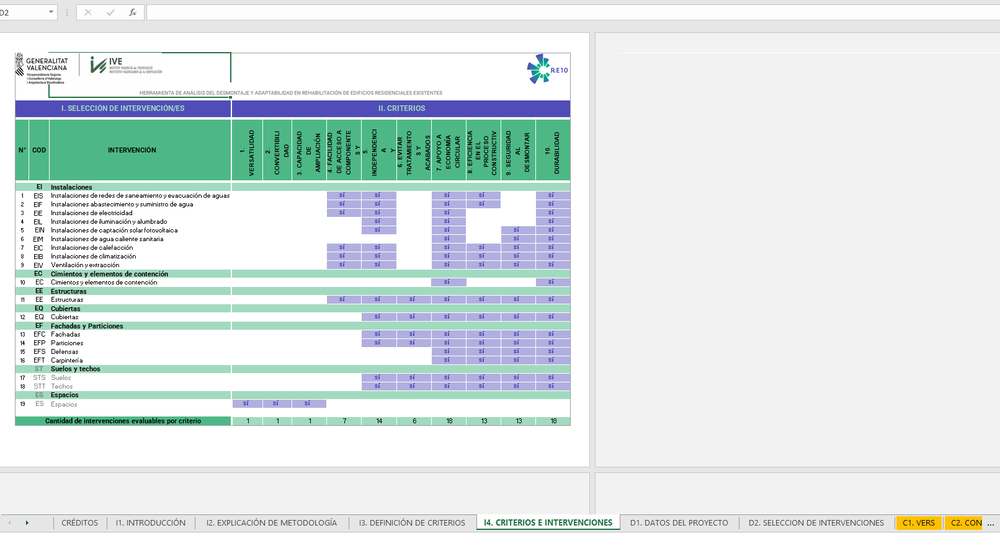 D2
fx
GENERALITAT
VALENCIANA
Vicepresidència Segona
i Conselleria d'Habitatge
i Arquitectura Bioclimàtica
IVE
INSTITUT VALENCIÀ de l'EDIFICACIÓ
INSTITUTO VALENCIANO de la EDIFICACIÓN
RE10
HERRAMIENTA DE ANÁLISIS DEL DESMONTAJE Y ADAPTABILIDAD EN REHABILITACIÓN DE EDIFICIOS RESIDENCIALES EXISTENTES
I. SELECCIÓN DE INTERVENCIÓN/ES II. CRITERIOS
N° COD INTERVENCIÓN
1.
VERSATILIDAD
2.
CONVERTIBILI
DAD
3. CAPACIDAD
DE
AMPLIACIÓN
4. FACILIDAD
DE ACCESO A
COMPONENTE
S Y
5.
INDEPENDENCI
A
Y
6. EVITAR
TRATAMIENTO
S Y
ACABADOS
7. APOYO A
ECONOMÍA
CIRCULAR
8. EFICIENCIA
EN EL
PROCESO
CONSTRUCTIV
9. SEGURIDAD
AL
DESMONTAR
10.
DURABILIDAD
EI Instalaciones
1 EIS Instalaciones de redes de saneamiento y evacuación de aguas sí sí sí sí sí
2 EIF Instalaciones abastecimiento y suministro de agua sí sí sí sí sí
3 EIE Instalaciones de electricidad sí sí sí sí
4 EIL Instalaciones de iluminación y alumbrado sí sí sí
5 EIN Instalaciones de captación solar fotovoltaica sí sí sí sí
6 EIM Instalaciones de agua caliente sanitaria sí sí sí
7 EIC Instalaciones de calefacción sí sí sí sí sí sí
8 EIB Instalaciones de climatización sí sí sí sí sí sí
9 EIV Ventilación y extracción sí sí sí sí sí sí
EC Cimientos y elementos de contención
10 EC Cimientos y elementos de contención sí sí
EE Estructuras
11 EE Estructuras sí sí sí sí sí sí sí
EQ Cubiertas
12 EQ Cubiertas sí sí sí sí sí sí
EF Fachadas y Particiones
13 EFC Fachadas sí sí sí sí sí sí
14 EFP Particiones sí sí sí sí sí sí
15 EFS Defensas sí sí sí sí
16 EFT Carpintería sí sí sí sí
ST Suelos y techos
17 STS Suelos sí sí sí sí sí sí
18 STT Techos sí sí sí sí sí sí
ES Espacios
19 ES Espacios sí sí sí
Cantidad de intervenciones evaluables por criterio 1 1 1 7 14 6 18 13 13 18
CRÉDITOS I1. INTRODUCCIÓN I2. EXPLICACIÓN DE METODOLOGÍA I3. DEFINICIÓN DE CRITERIOS I4. CRITERIOS E INTERVENCIONES D1. DATOS DEL PROYECTO D2. SELECCION DE INTERVENCIONES C1. VERS C2. CON ...